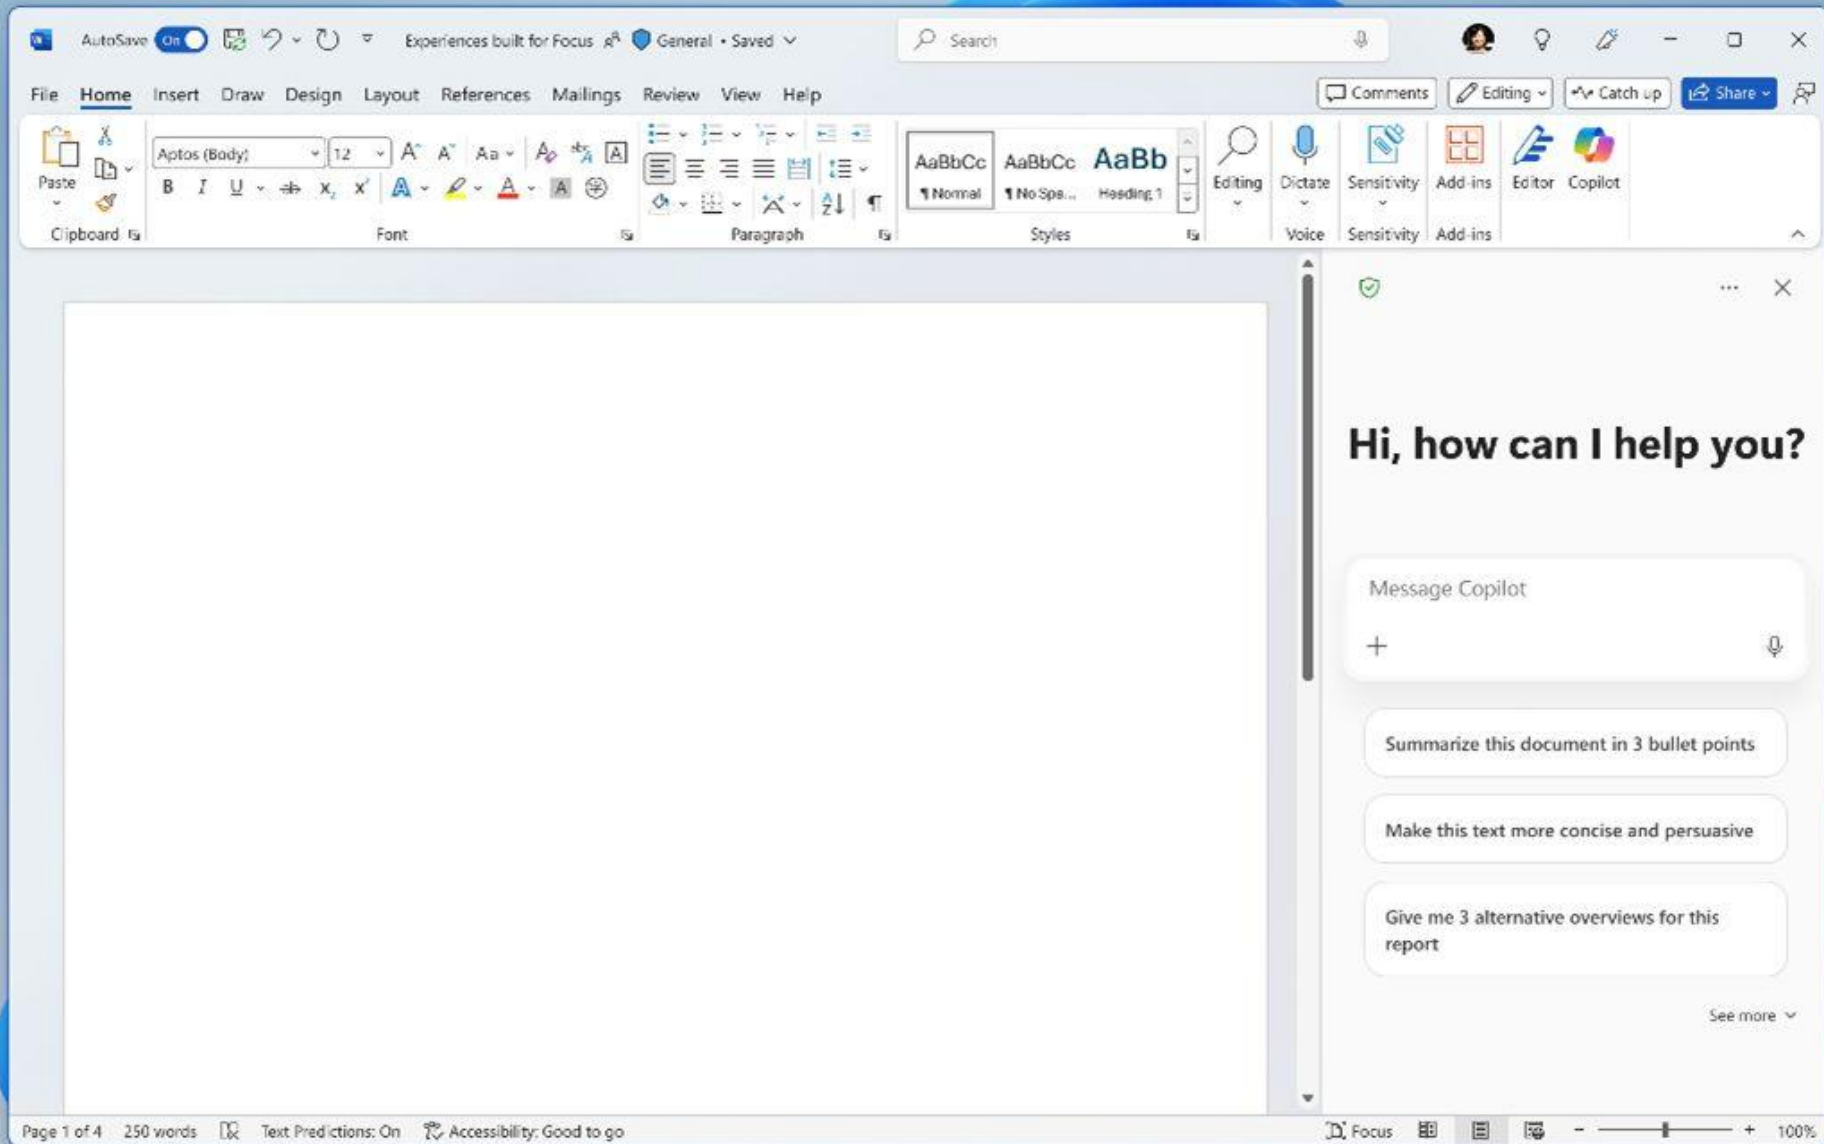 AutoSave On Experiences built for Focus General • Saved Search
File Home Insert Draw Design Layout References Mailings Review View Help Comments Editing Catch up Share
Paste
Clipboard
Aptos (Body) 12
Aa
B I U ab x x A A A
Font
Paragraph
AaBbCc AaBbCc AaBb
¶ Normal ¶ No Spa... Heading 1
Styles
Editing
Dictate
Voice
Sensitivity
Sensitivity
Add-ins
Add-ins
Editor
Copilot
Hi, how can I help you?
Message Copilot
Summarize this document in 3 bullet points
Make this text more concise and persuasive
Give me 3 alternative overviews for this
report
See more
Page 1 of 4 250 words Text Predictions: On Accessibility: Good to go Focus 100%